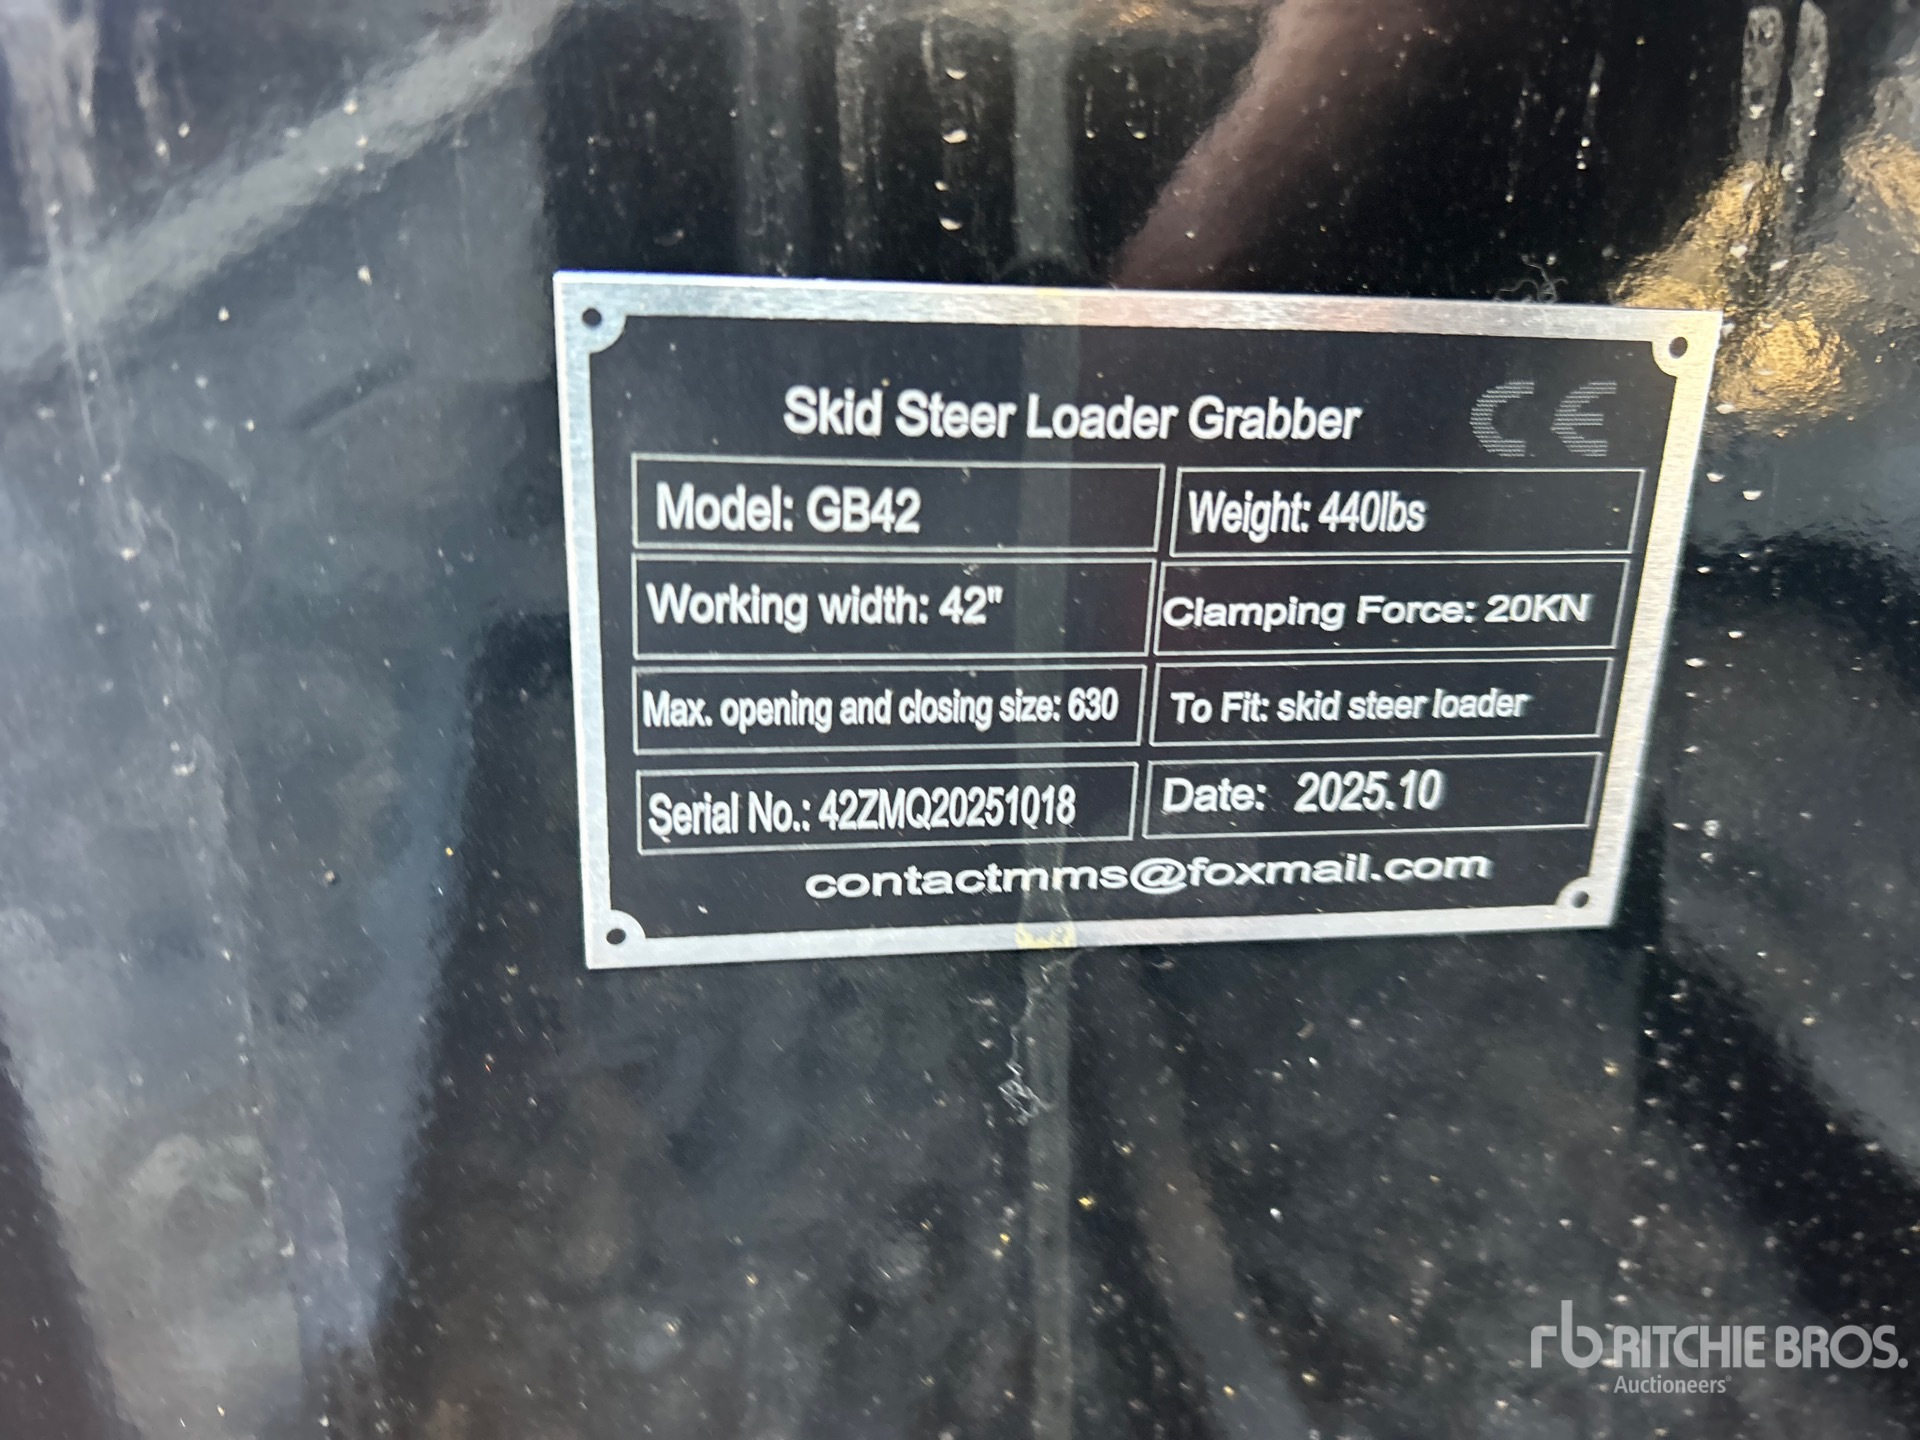 Skid Steer Loader Grabber CE
Model: GB42
Weight: 440lbs
Working width: 42"
Clamping Force: 20KN
Max. opening and closing size: 630
To Fit: skid steer loader
Serial No.: 42ZMQ20251018
Date: 2025.10
contactmms@foxmail.com
rb RITCHIE BROS.
Auctioneers